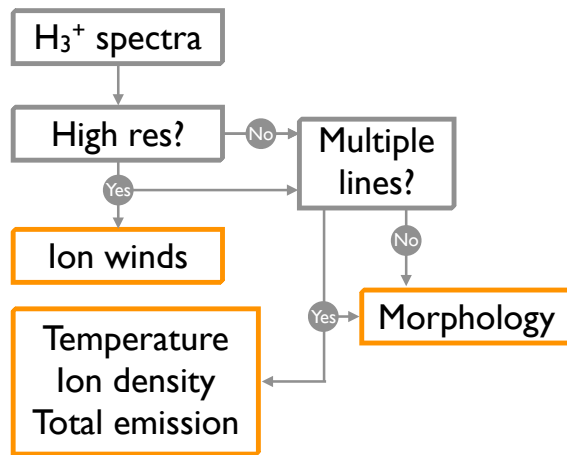 H₃⁺ spectra
High res?
No
Multiple
lines?
Yes
Ion winds
No
Yes
Morphology
Temperature
Ion density
Total emission